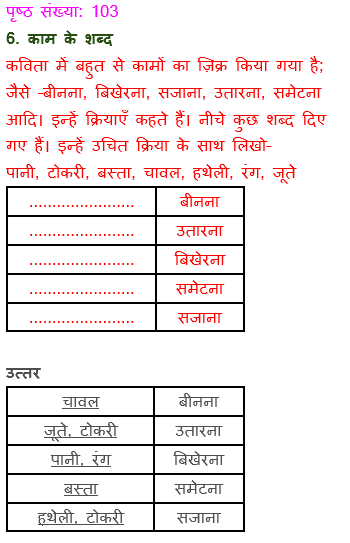 पृष्ठ संख्या: 103
6. काम के शब्द
कविता में बहुत से कामों का ज़िक्र किया गया है;
जैसे -बीनना, बिखेरना, सजाना, उतारना, समेटना
आदि। इन्हें क्रियाएँ कहते हैं। नीचे कुछ शब्द दिए
गए हैं। इन्हें उचित क्रिया के साथ लिखो-
पानी, टोकरी, बस्ता, चावल, हथेली, रंग, जूते
....................... बीनना
....................... उतारना
....................... बिखेरना
....................... समेटना
....................... सजाना
उत्तर
चावल बीनना
जूते, टोकरी उतारना
पानी, रंग बिखेरना
बस्ता समेटना
हथेली, टोकरी सजाना